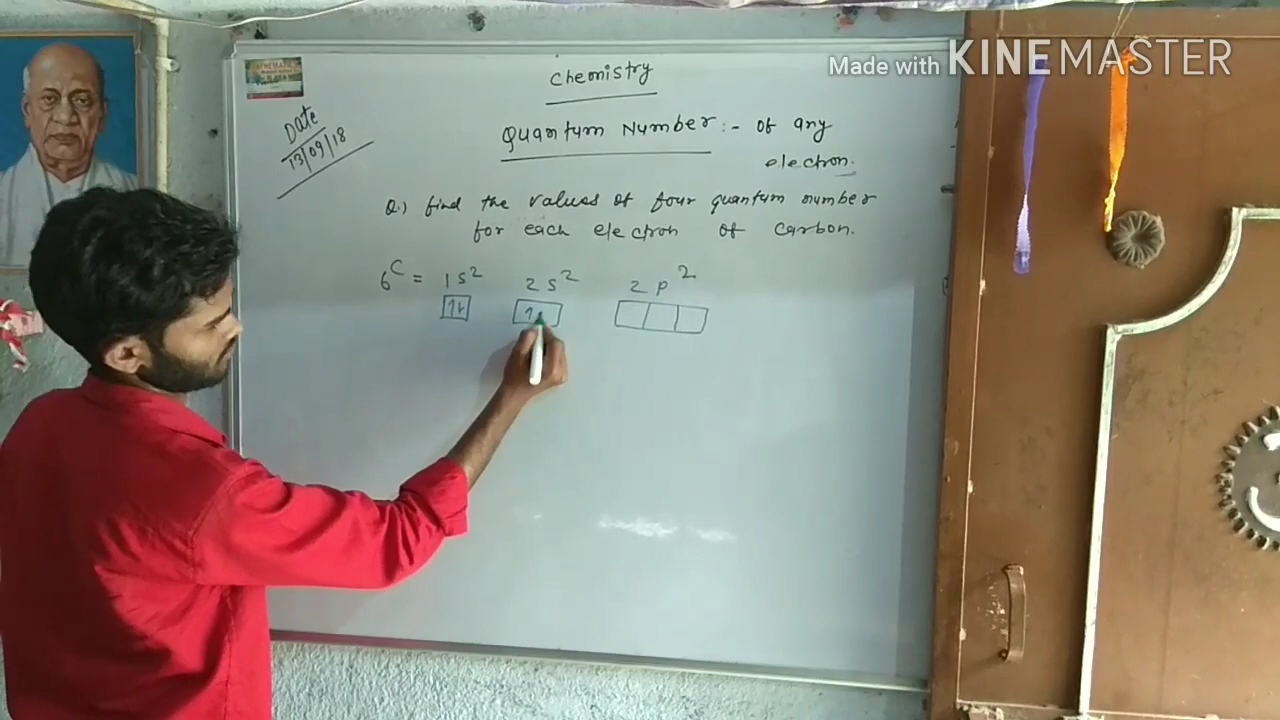 Made with KINEMASTER
Chemistry
Date
13/09/18
Quantum Number :- of any
electron.
Q.) find the values of four quantum number
for each electron of carbon.
6C = 1s2 2s2 2p2